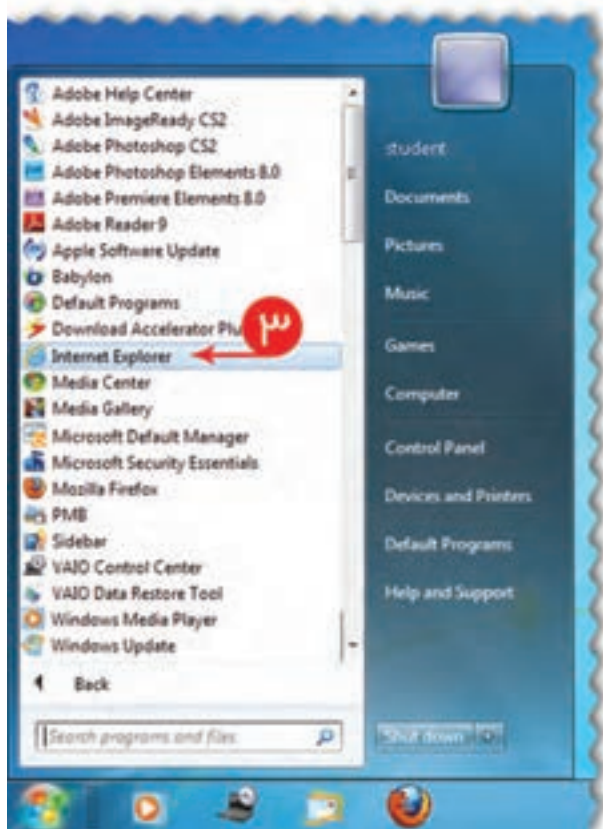 Adobe Help Center
Adobe ImageReady CS2
Adobe Photoshop CS2
Adobe Photoshop Elements 8.0
Adobe Premiere Elements 8.0
Adobe Reader 9
Apple Software Update
Babylon
Default Programs
Download Accelerator Plu
۳
Internet Explorer
Media Center
Media Gallery
Microsoft Default Manager
Microsoft Security Essentials
Mozilla Firefox
PMB
Sidebar
VAIO Control Center
VAIO Data Restore Tool
Windows Media Player
Windows Update
Back
Search programs and files
student
Documents
Pictures
Music
Games
Computer
Control Panel
Devices and Printers
Default Programs
Help and Support
Shut down